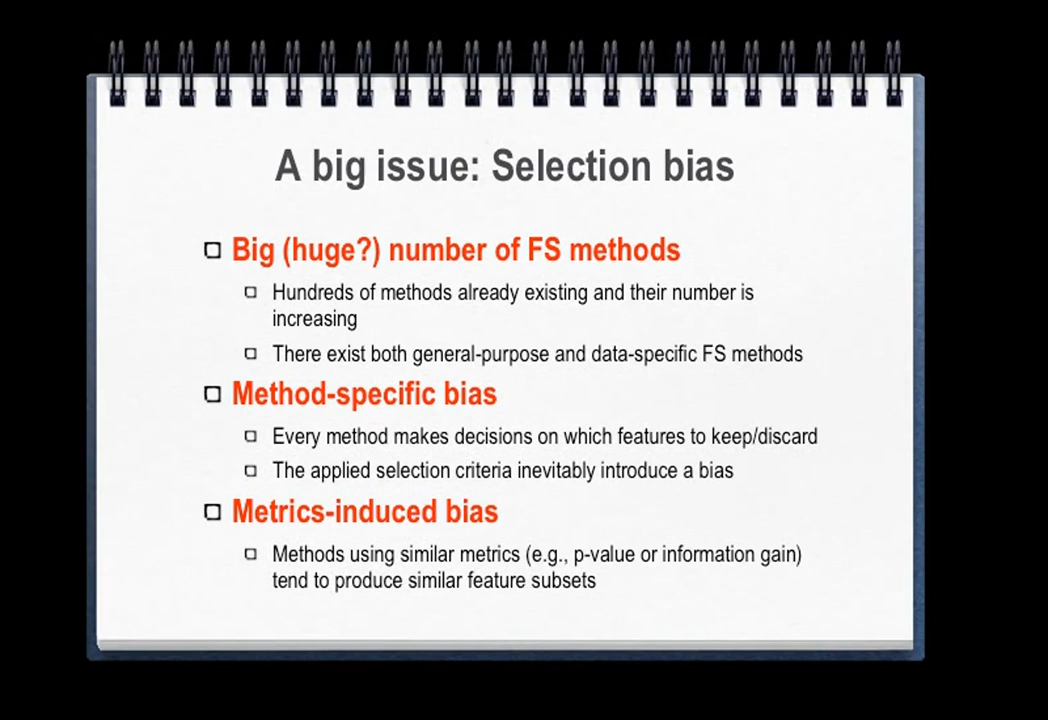 A big issue: Selection bias
Big (huge?) number of FS methods
Hundreds of methods already existing and their number is
increasing
There exist both general-purpose and data-specific FS methods
Method-specific bias
Every method makes decisions on which features to keep/discard
The applied selection criteria inevitably introduce a bias
Metrics-induced bias
Methods using similar metrics (e.g., p-value or information gain)
tend to produce similar feature subsets